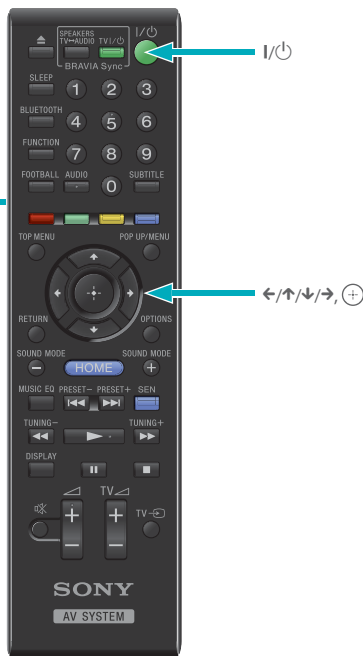 I/⏻
SPEAKERS
TV↔AUDIO TV I/⏻
BRAVIA Sync
I/⏻
SLEEP
1 2 3
BLUETOOTH
4 5 6
FUNCTION
7 8 9
FOOTBALL AUDIO 0 SUBTITLE
TOP MENU POP UP/MENU
←/↑/↓/→,
RETURN OPTIONS
SOUND MODE SOUND MODE
– HOME +
MUSIC EQ PRESET– PRESET+ SEN
TUNING– TUNING+
DISPLAY
TV
+ + TV
– –
SONY
AV SYSTEM